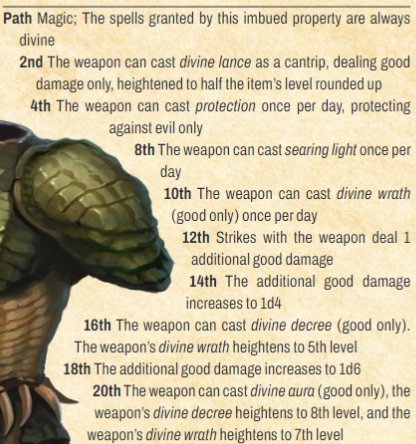 Path Magic; The spells granted by this imbued property are always
divine
2nd The weapon can cast divine lance as a cantrip, dealing good
damage only, heightened to half the item's level rounded up
4th The weapon can cast protection once per day, protecting
against evil only
8th The weapon can cast searing light once per
day
10th The weapon can cast divine wrath
(good only) once per day
12th Strikes with the weapon deal 1
additional good damage
14th The additional good damage
increases to 1d4
16th The weapon can cast divine decree (good only).
The weapon's divine wrath heightens to 5th level
18th The additional good damage increases to 1d6
20th The weapon can cast divine aura (good only), the
weapon's divine decree heightens to 8th level, and the
weapon's divine wrath heightens to 7th level